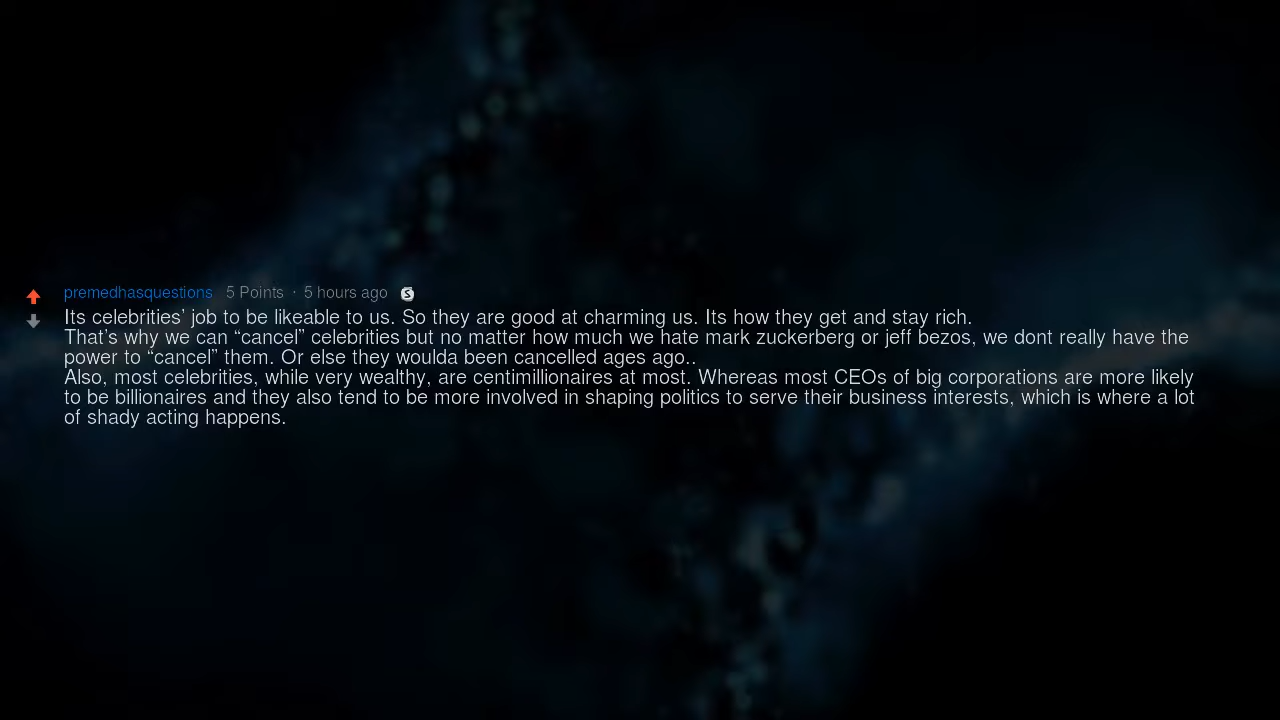 premedhasquestions 5 Points · 5 hours ago S
Its celebrities’ job to be likeable to us. So they are good at charming us. Its how they get and stay rich.
That’s why we can “cancel” celebrities but no matter how much we hate mark zuckerberg or jeff bezos, we dont really have the
power to “cancel” them. Or else they woulda been cancelled ages ago..
Also, most celebrities, while very wealthy, are centimillionaires at most. Whereas most CEOs of big corporations are more likely
to be billionaires and they also tend to be more involved in shaping politics to serve their business interests, which is where a lot
of shady acting happens.